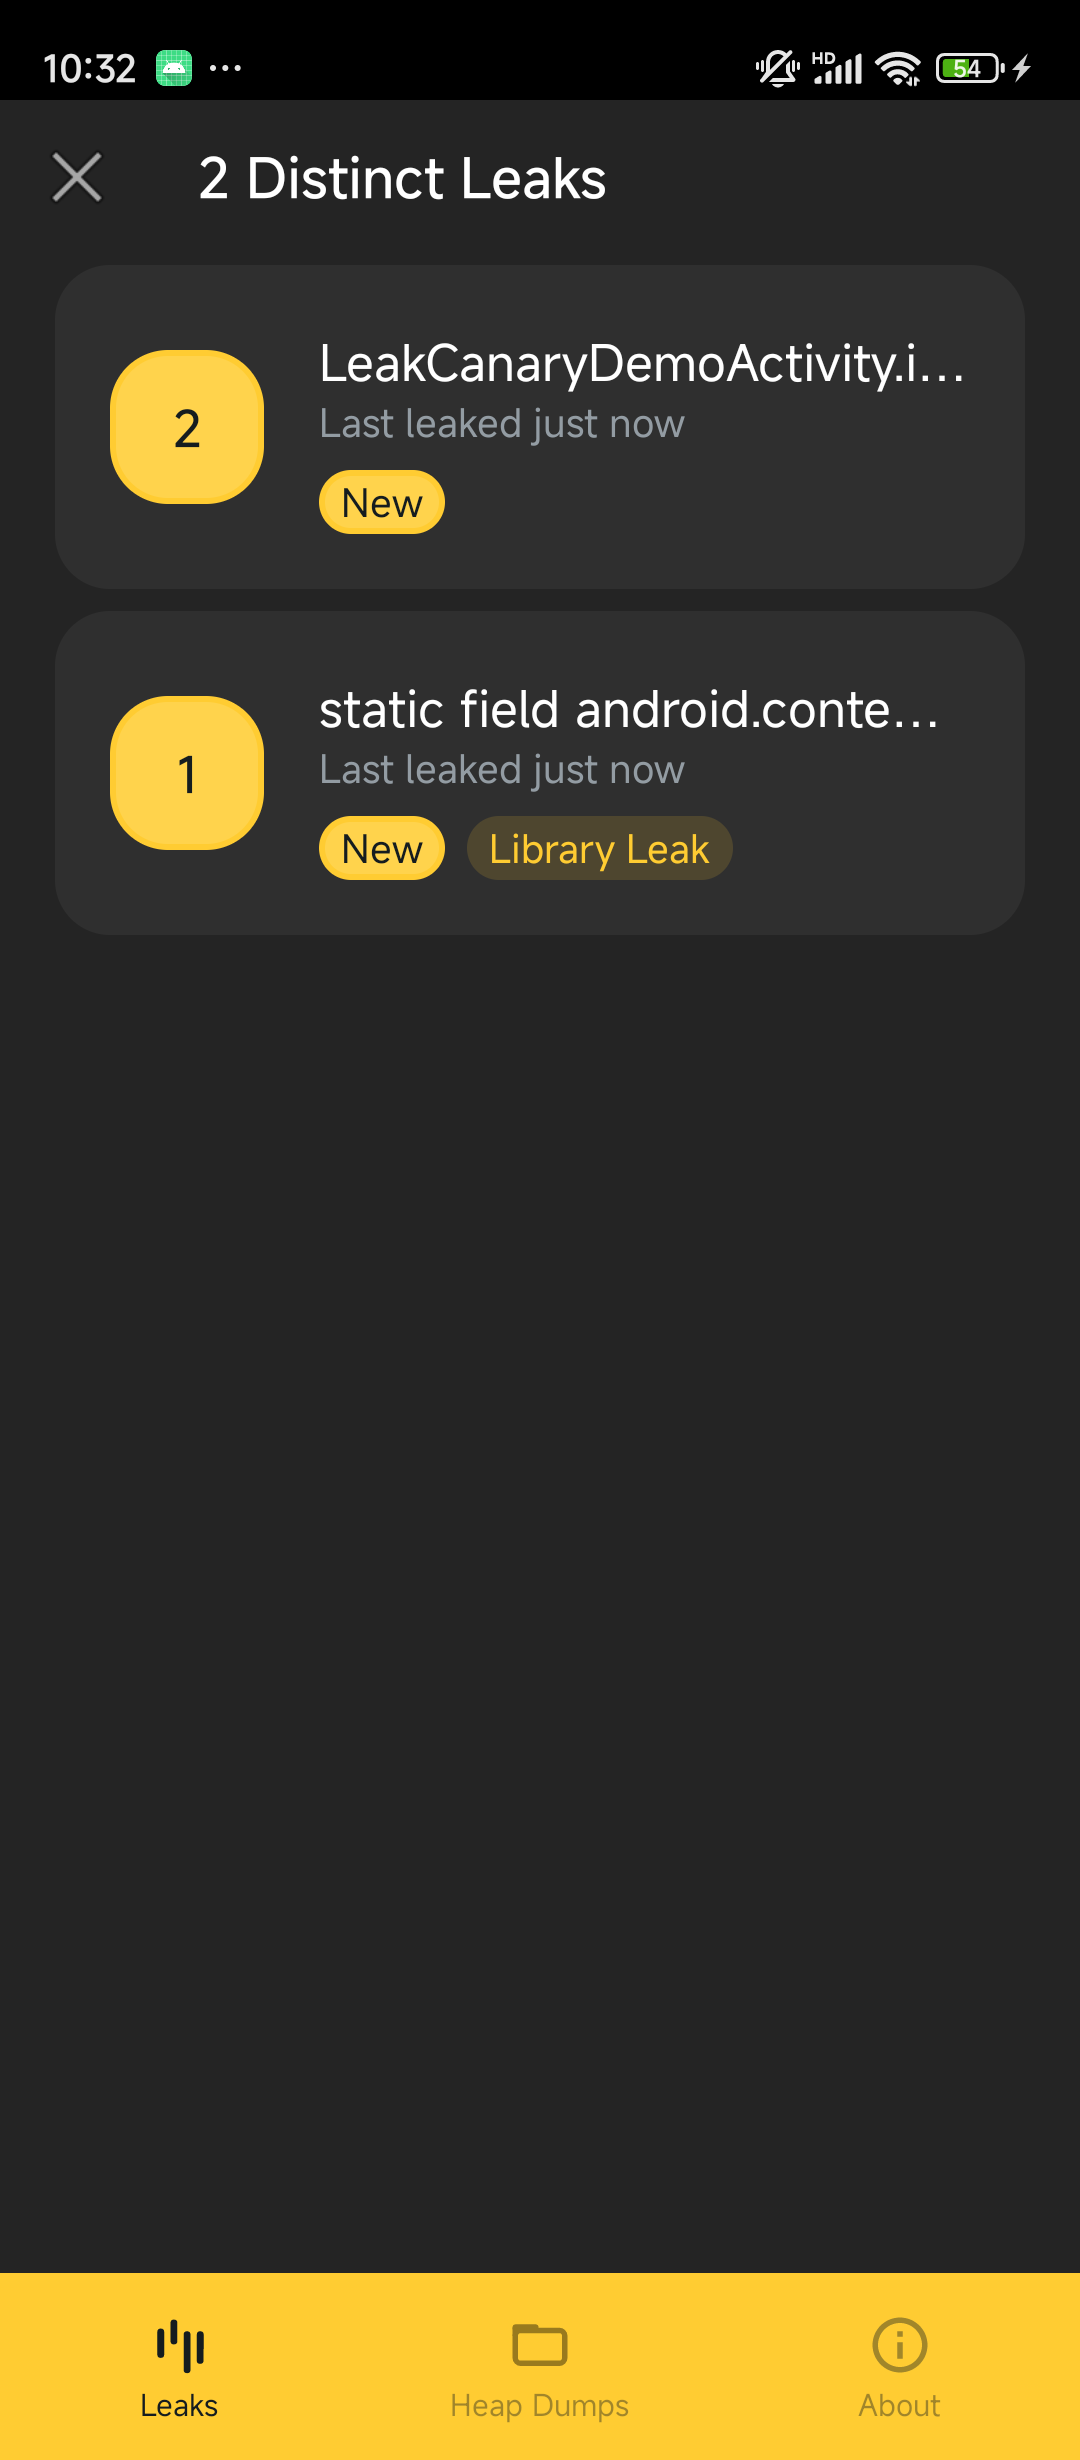 10:32
HD
54
2 Distinct Leaks
2
LeakCanaryDemoActivity.i...
Last leaked just now
New
1
static field android.conte...
Last leaked just now
New Library Leak
Leaks Heap Dumps About